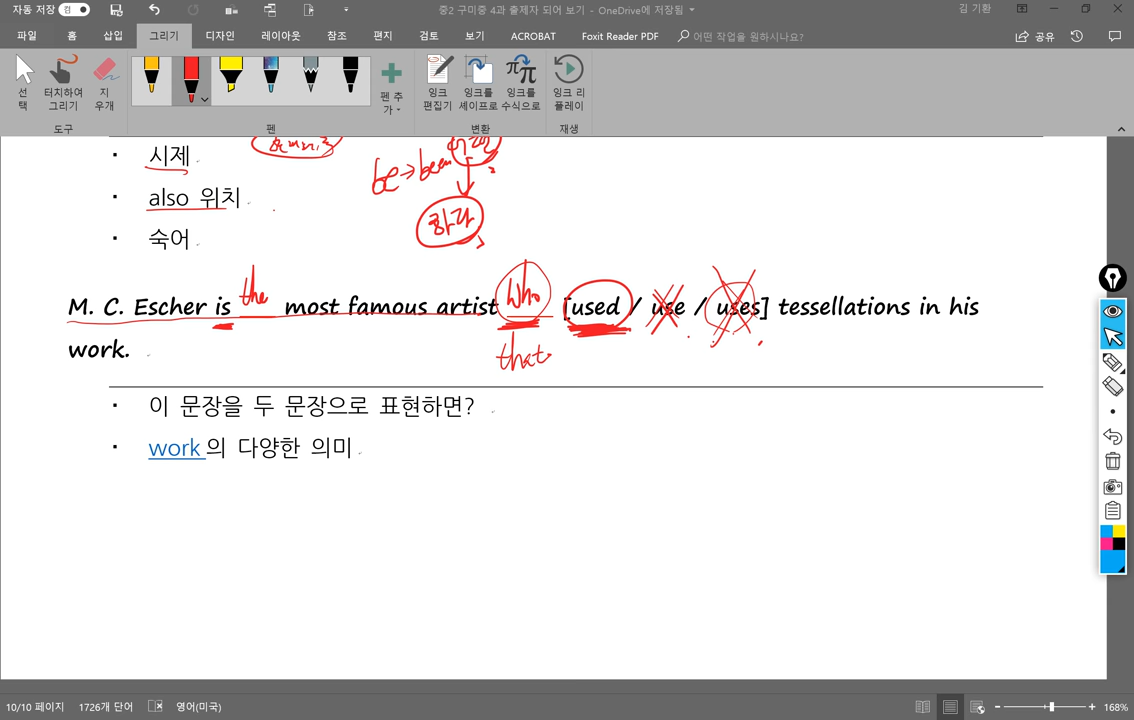 자동 저장 컴
중2 구미중 4과 출제자 되어 보기 - OneDrive에 저장됨
김 기환
파일 홈 삽입 그리기 디자인 레이아웃 참조 편지 검토 보기 ACROBAT Foxit Reader PDF 어떤 작업을 원하시나요? 공유
선택 터치하여 그리기 지우개 펜 추가 잉크 편집기 잉크를 셰이프로 잉크를 수식으로 잉크 리플레이
도구 펜 변환 재생
· 시제
be → been
· also 위치
화라
· 숙어
the who
M. C. Escher is most famous artist [used / use / uses] tessellations in his
work.
that
· 이 문장을 두 문장으로 표현하면?
· work의 다양한 의미
10/10 페이지 1726개 단어 영어(미국) 168%